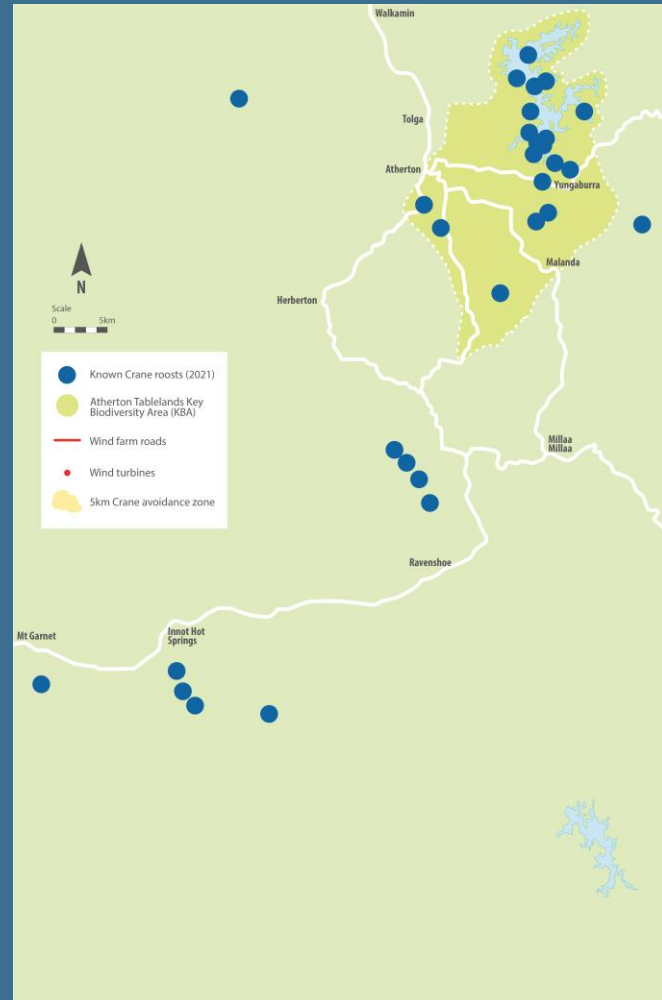 Walkamin
Tolga
Atherton
Yungaburra
Malanda
N
Herberton
Scale
0 5km
Known Crane roosts (2021)
Atherton Tablelands Key
Biodiversity Area (KBA)
Wind farm roads
Wind turbines
5km Crane avoidance zone
Millaa
Millaa
Ravenshoe
Mt Garnet
Innot Hot
Springs